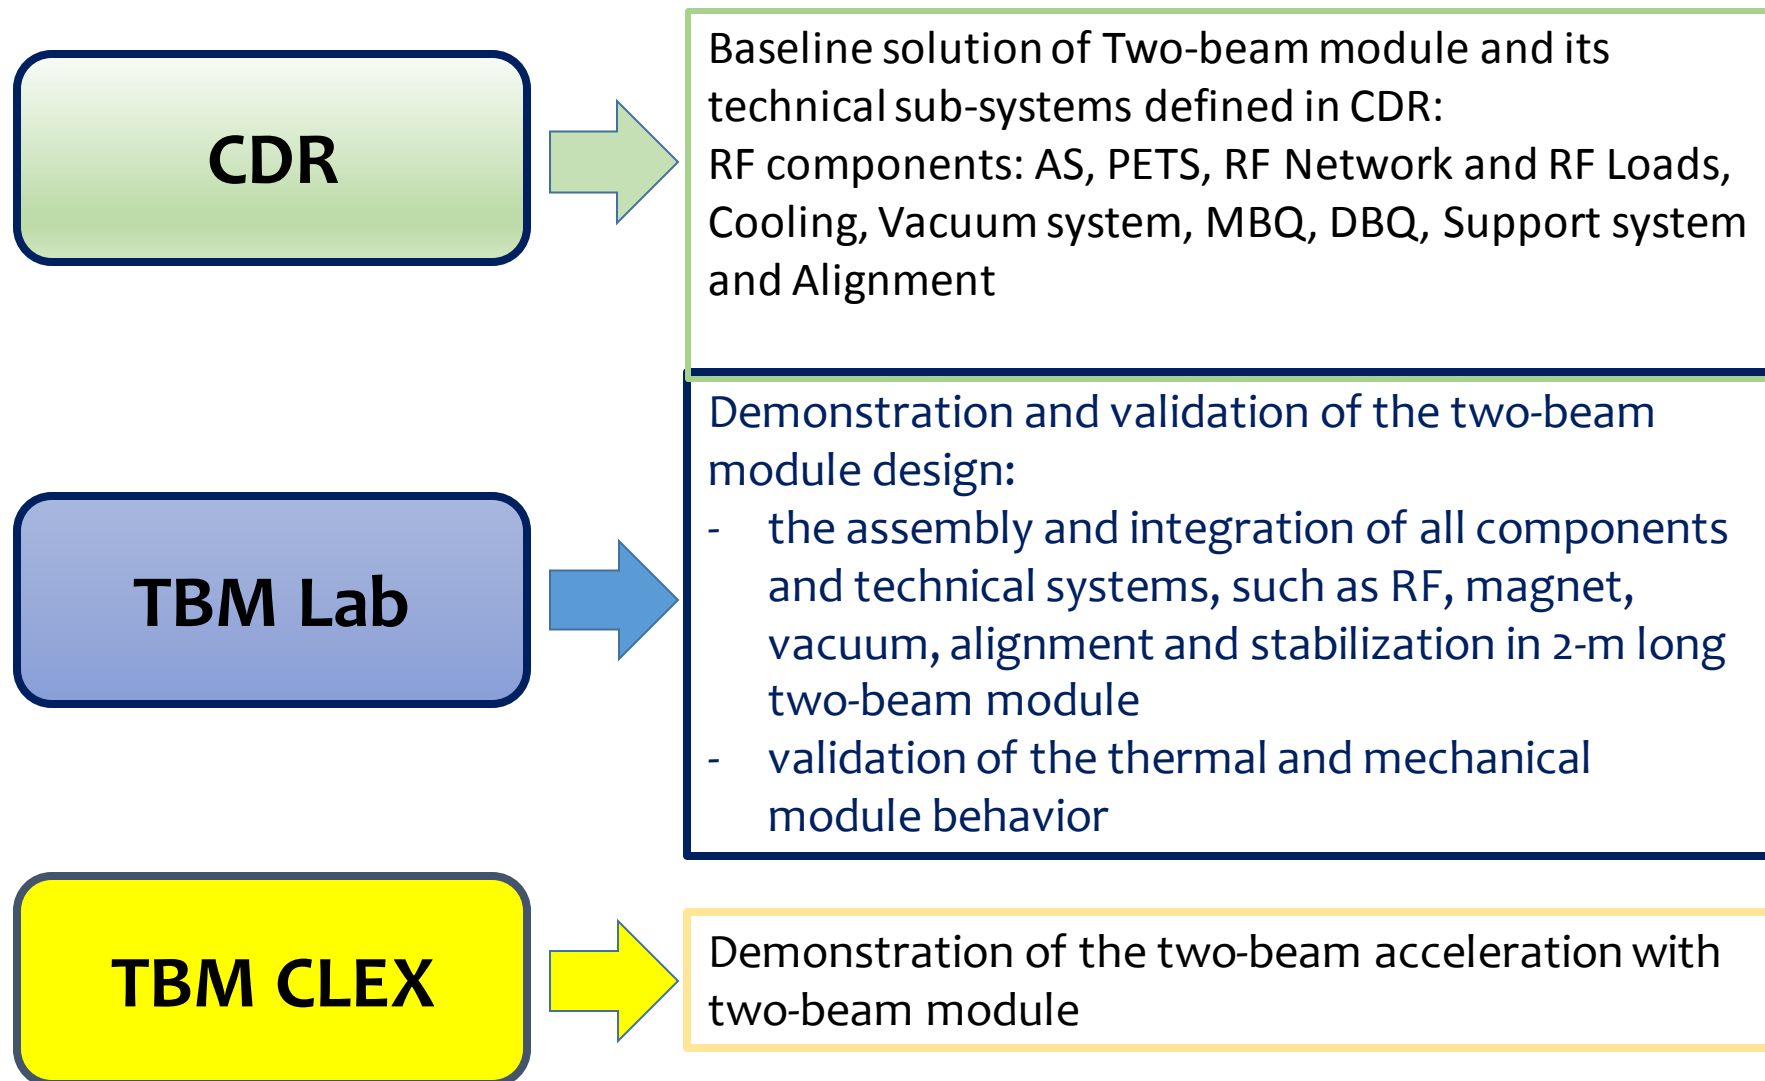 CDR
Baseline solution of Two-beam module and its
technical sub-systems defined in CDR:
RF components: AS, PETS, RF Network and RF Loads,
Cooling, Vacuum system, MBQ, DBQ, Support system
and Alignment
TBM Lab
Demonstration and validation of the two-beam
module design:
- the assembly and integration of all components
and technical systems, such as RF, magnet,
vacuum, alignment and stabilization in 2-m long
two-beam module
- validation of the thermal and mechanical
module behavior
TBM CLEX
Demonstration of the two-beam acceleration with
two-beam module